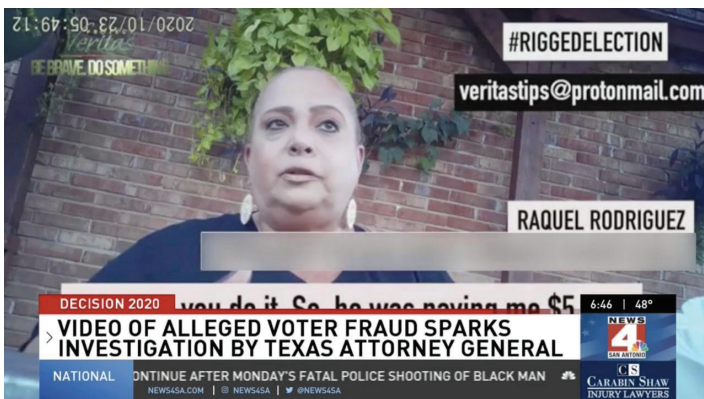 2020/10/23 05:49:12
Veritas
BE BRAVE. DO SOMETHING
#RIGGEDELECTION
veritastips@protonmail.com
RAQUEL RODRIGUEZ
you do it. So, he was paying me $5
DECISION 2020
6:46 | 48°
VIDEO OF ALLEGED VOTER FRAUD SPARKS
INVESTIGATION BY TEXAS ATTORNEY GENERAL
NEWS
4
SAN ANTONIO
NATIONAL
ONTINUE AFTER MONDAY'S FATAL POLICE SHOOTING OF BLACK MAN
NEWS4SA.COM | NEWS4SA | @NEWS4SA
CS
CARABIN SHAW
INJURY LAWYERS